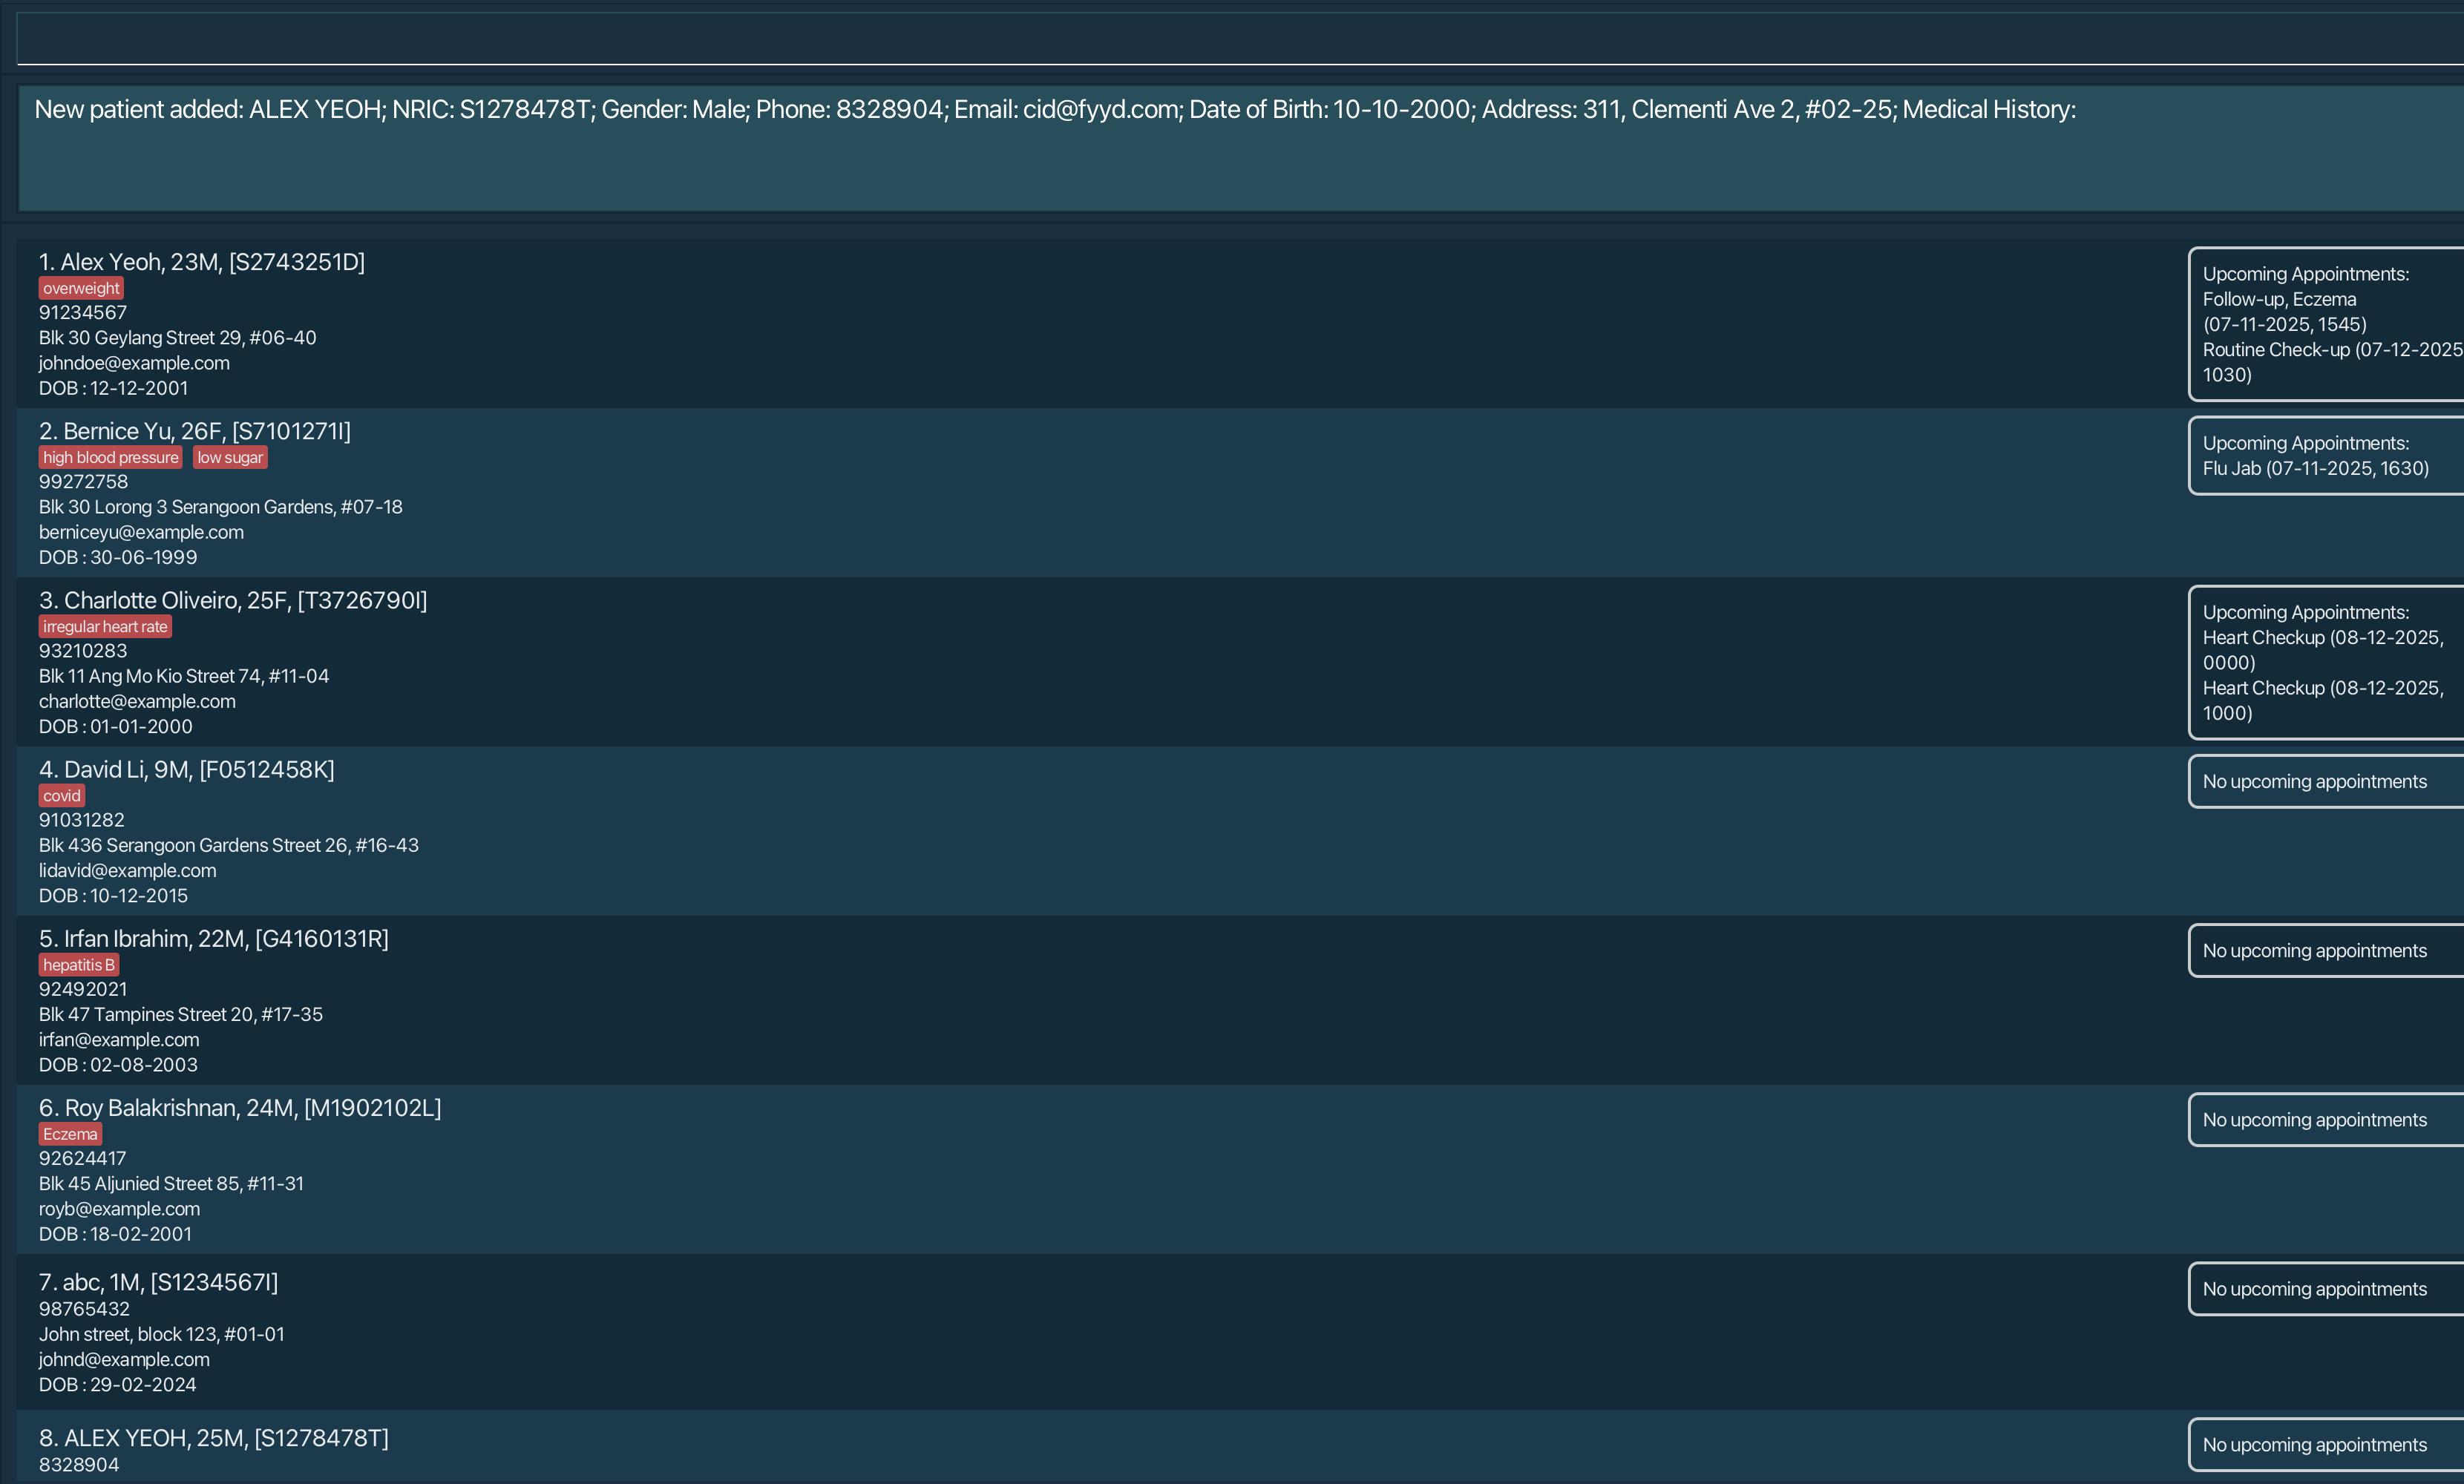 New patient added: ALEX YEOH; NRIC: S1278478T; Gender: Male; Phone: 8328904; Email: cid@fyyd.com; Date of Birth: 10-10-2000; Address: 311, Clementi Ave 2, #02-25; Medical History:
1. Alex Yeoh, 23M, [S2743251D]
overweight
91234567
Blk 30 Geylang Street 29, #06-40
johndoe@example.com
DOB : 12-12-2001
Upcoming Appointments:
Follow-up, Eczema
(07-11-2025, 1545)
Routine Check-up (07-12-2025
1030)
2. Bernice Yu, 26F, [S7101271I]
high blood pressure low sugar
99272758
Blk 30 Lorong 3 Serangoon Gardens, #07-18
berniceyu@example.com
DOB : 30-06-1999
Upcoming Appointments:
Flu Jab (07-11-2025, 1630)
3. Charlotte Oliveiro, 25F, [T3726790I]
irregular heart rate
93210283
Blk 11 Ang Mo Kio Street 74, #11-04
charlotte@example.com
DOB : 01-01-2000
Upcoming Appointments:
Heart Checkup (08-12-2025,
0000)
Heart Checkup (08-12-2025,
1000)
4. David Li, 9M, [F0512458K]
covid
91031282
Blk 436 Serangoon Gardens Street 26, #16-43
lidavid@example.com
DOB : 10-12-2015
No upcoming appointments
5. Irfan Ibrahim, 22M, [G4160131R]
hepatitis B
92492021
Blk 47 Tampines Street 20, #17-35
irfan@example.com
DOB : 02-08-2003
No upcoming appointments
6. Roy Balakrishnan, 24M, [M1902102L]
Eczema
92624417
Blk 45 Aljunied Street 85, #11-31
royb@example.com
DOB : 18-02-2001
No upcoming appointments
7. abc, 1M, [S1234567I]
98765432
John street, block 123, #01-01
johnd@example.com
DOB : 29-02-2024
No upcoming appointments
8. ALEX YEOH, 25M, [S1278478T]
8328904
No upcoming appointments